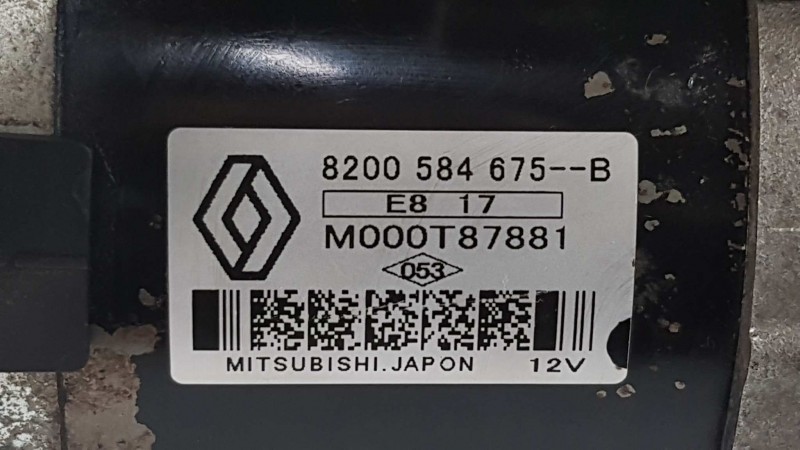 8200 584 675--B
E8 17
M000T87881
053
MITSUBISHI.JAPON 12V